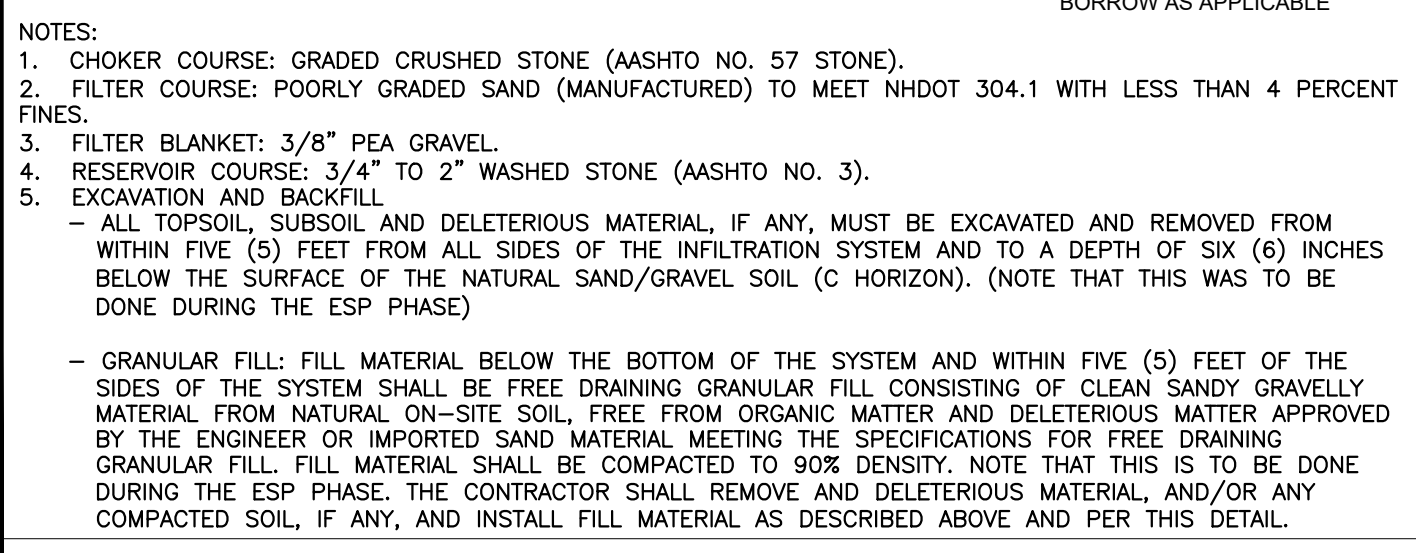 BORROW AS APPLICABLE
NOTES:
1. CHOKER COURSE: GRADED CRUSHED STONE (AASHTO NO. 57 STONE).
2. FILTER COURSE: POORLY GRADED SAND (MANUFACTURED) TO MEET NHDOT 304.1 WITH LESS THAN 4 PERCENT
FINES.
3. FILTER BLANKET: 3/8" PEA GRAVEL.
4. RESERVOIR COURSE: 3/4" TO 2" WASHED STONE (AASHTO NO. 3).
5. EXCAVATION AND BACKFILL
– ALL TOPSOIL, SUBSOIL AND DELETERIOUS MATERIAL, IF ANY, MUST BE EXCAVATED AND REMOVED FROM
WITHIN FIVE (5) FEET FROM ALL SIDES OF THE INFILTRATION SYSTEM AND TO A DEPTH OF SIX (6) INCHES
BELOW THE SURFACE OF THE NATURAL SAND/GRAVEL SOIL (C HORIZON). (NOTE THAT THIS WAS TO BE
DONE DURING THE ESP PHASE)
– GRANULAR FILL: FILL MATERIAL BELOW THE BOTTOM OF THE SYSTEM AND WITHIN FIVE (5) FEET OF THE
SIDES OF THE SYSTEM SHALL BE FREE DRAINING GRANULAR FILL CONSISTING OF CLEAN SANDY GRAVELLY
MATERIAL FROM NATURAL ON–SITE SOIL, FREE FROM ORGANIC MATTER AND DELETERIOUS MATTER APPROVED
BY THE ENGINEER OR IMPORTED SAND MATERIAL MEETING THE SPECIFICATIONS FOR FREE DRAINING
GRANULAR FILL. FILL MATERIAL SHALL BE COMPACTED TO 90% DENSITY. NOTE THAT THIS IS TO BE DONE
DURING THE ESP PHASE. THE CONTRACTOR SHALL REMOVE AND DELETERIOUS MATERIAL, AND/OR ANY
COMPACTED SOIL, IF ANY, AND INSTALL FILL MATERIAL AS DESCRIBED ABOVE AND PER THIS DETAIL.